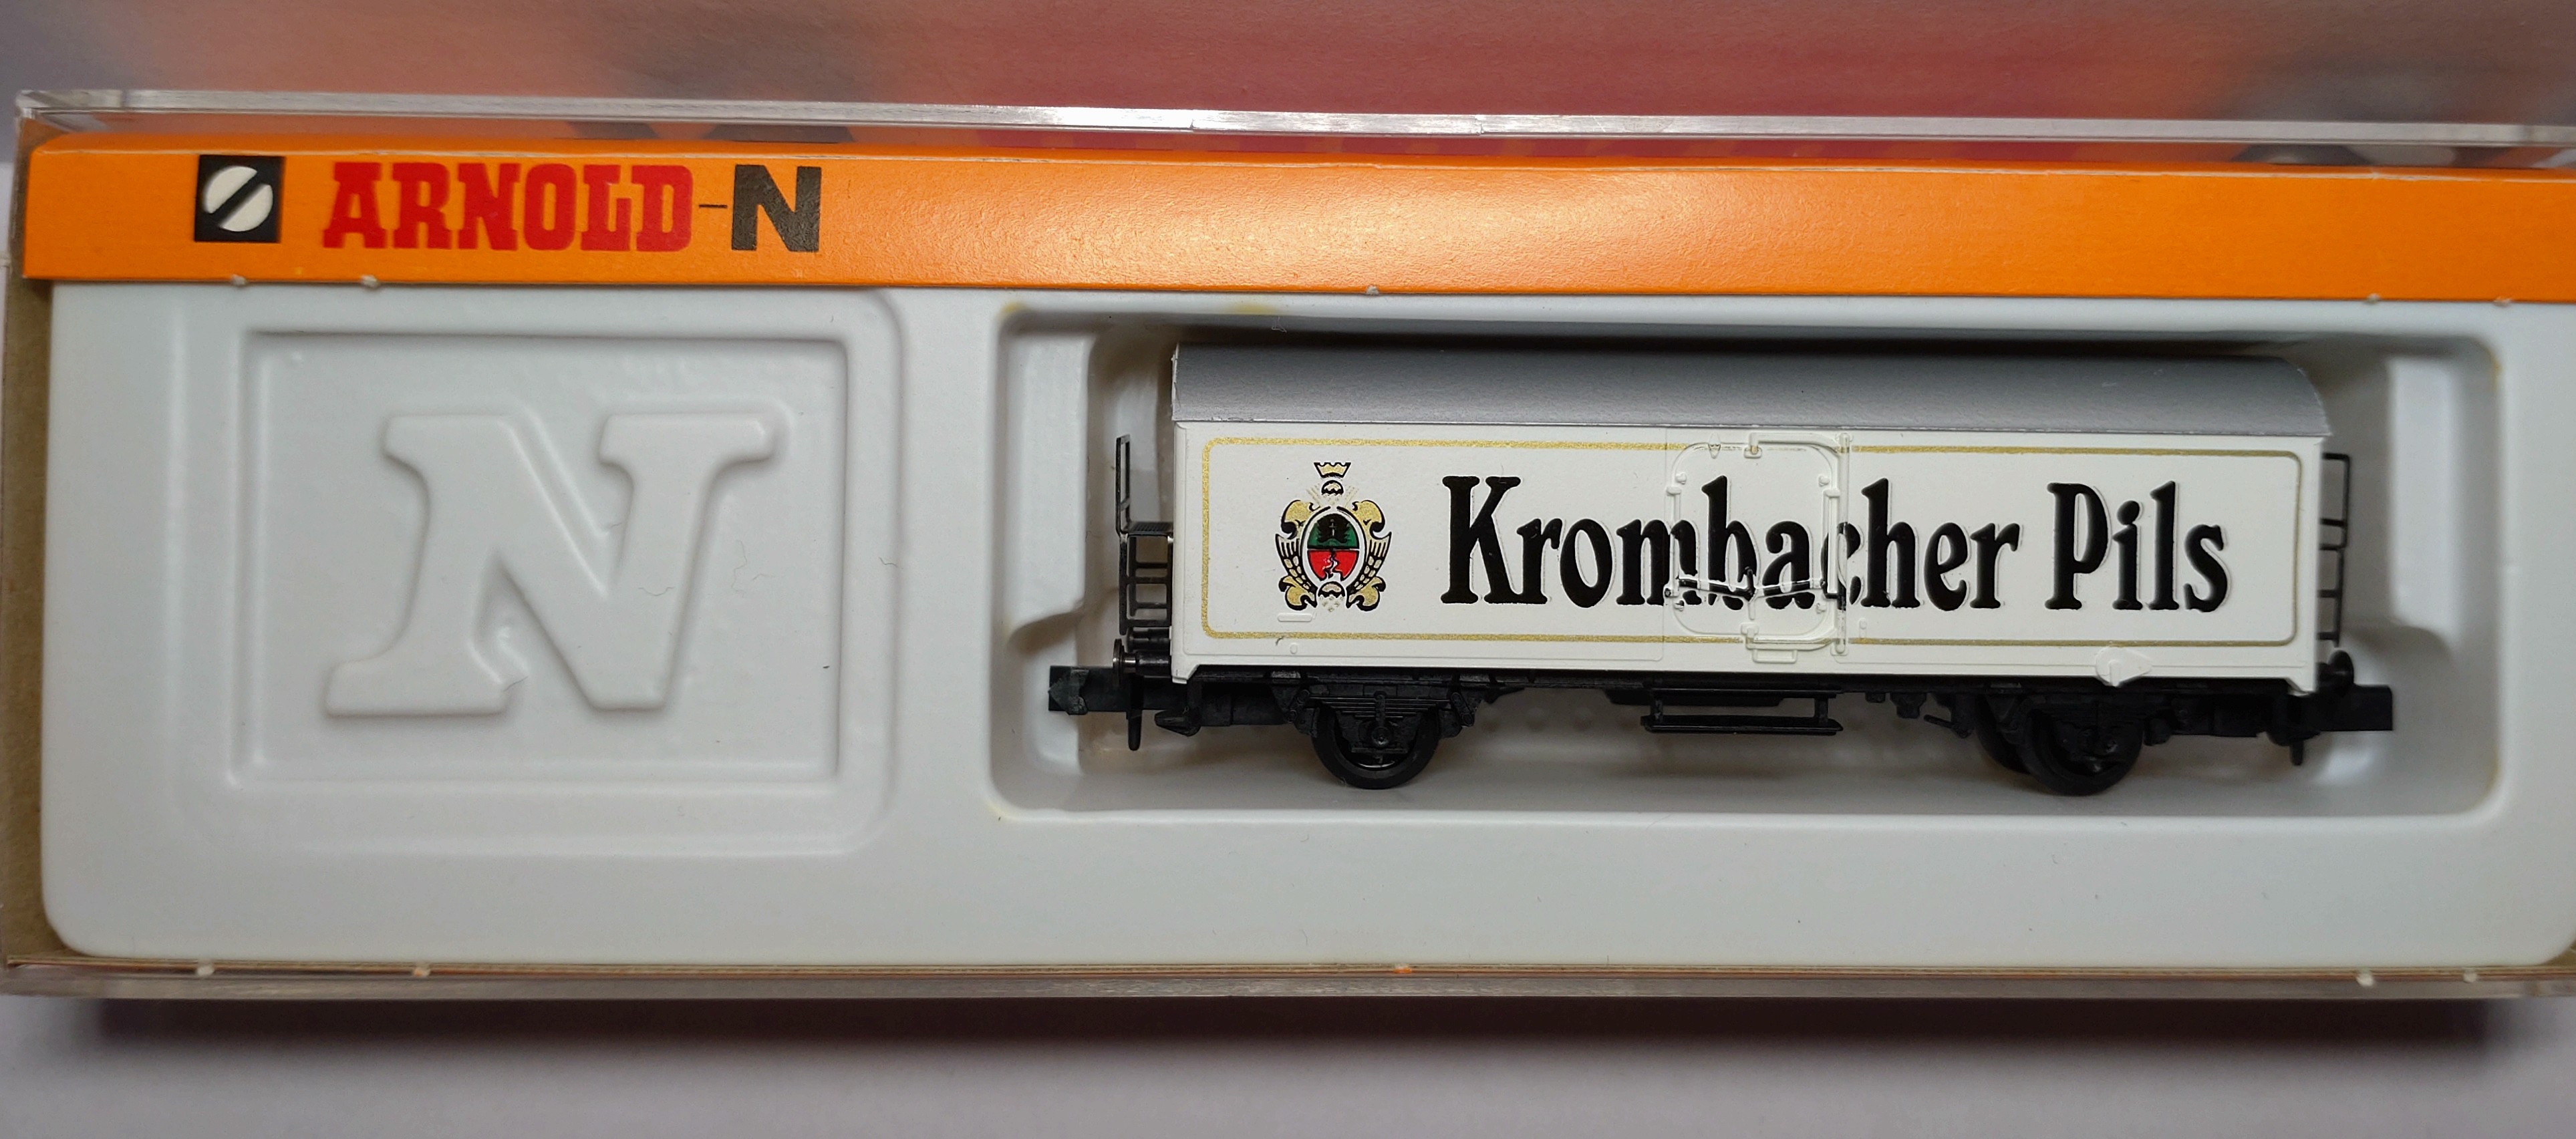 ARNOLD-N
N
Krombacher Pils